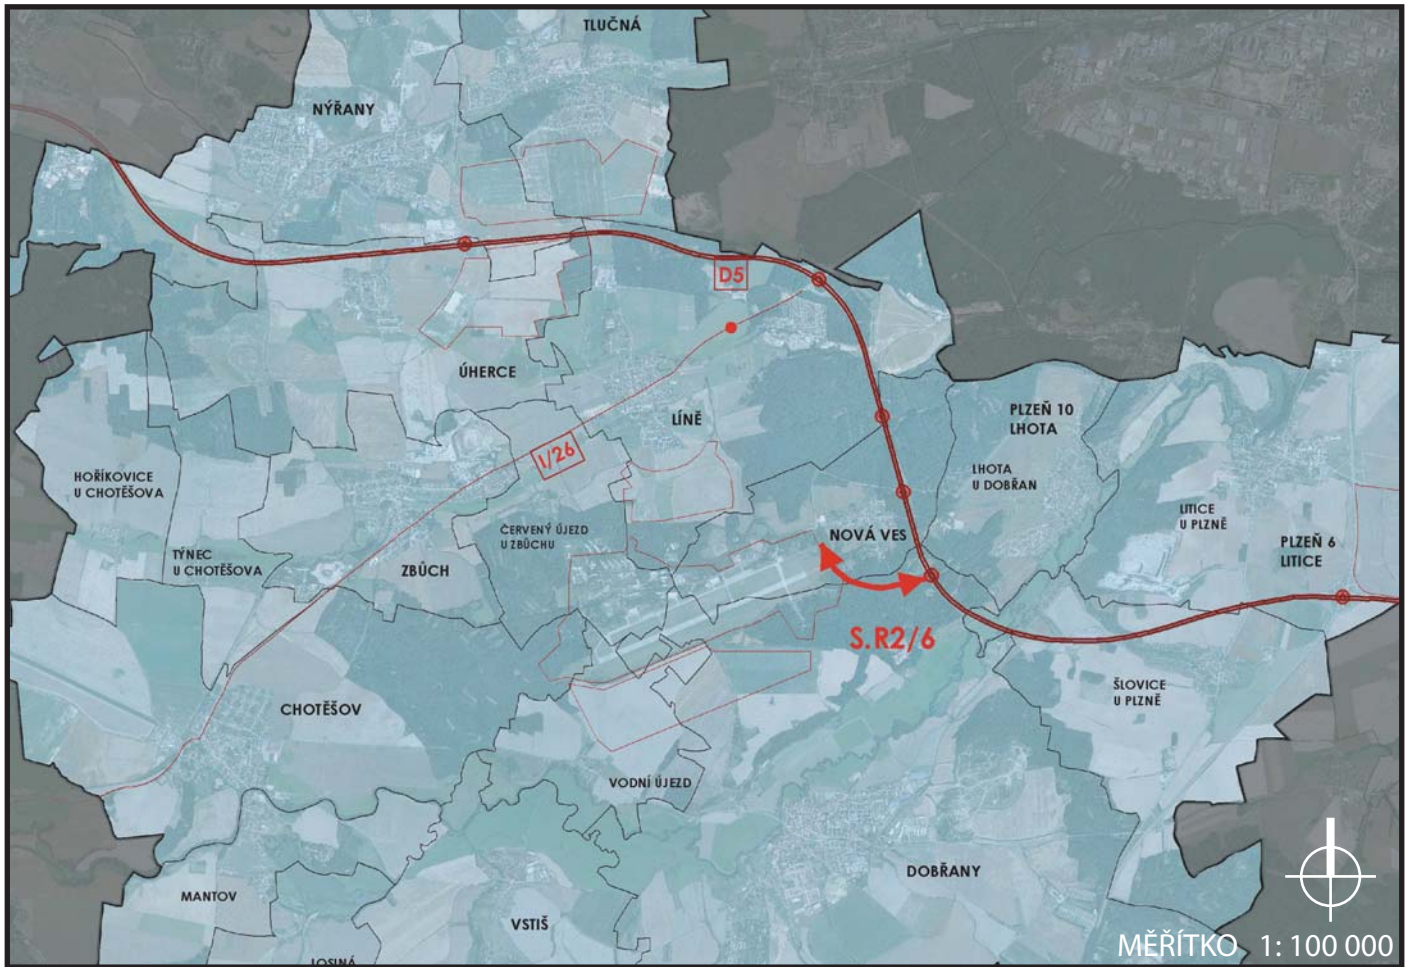 TLUČNÁ
NÝŘANY
D5
ÚHERCE
LÍNĚ
PLZEŇ 10
LHOTA
I/26
HOŘÍKOVICE
U CHOTĚŠOVA
LHOTA
U DOBŘAN
LITICE
U PLZNĚ
ČERVENÝ ÚJEZD
U ZBŮCHU
NOVÁ VES
PLZEŇ 6
LITICE
TÝNEC
U CHOTĚŠOVA
ZBŮCH
S.R2/6
ŠLOVICE
U PLZNĚ
CHOTĚŠOV
VODNÍ ÚJEZD
DOBŘANY
MANTOV
VSTIŠ
LOSINÁ
MĚŘÍTKO 1: 100 000